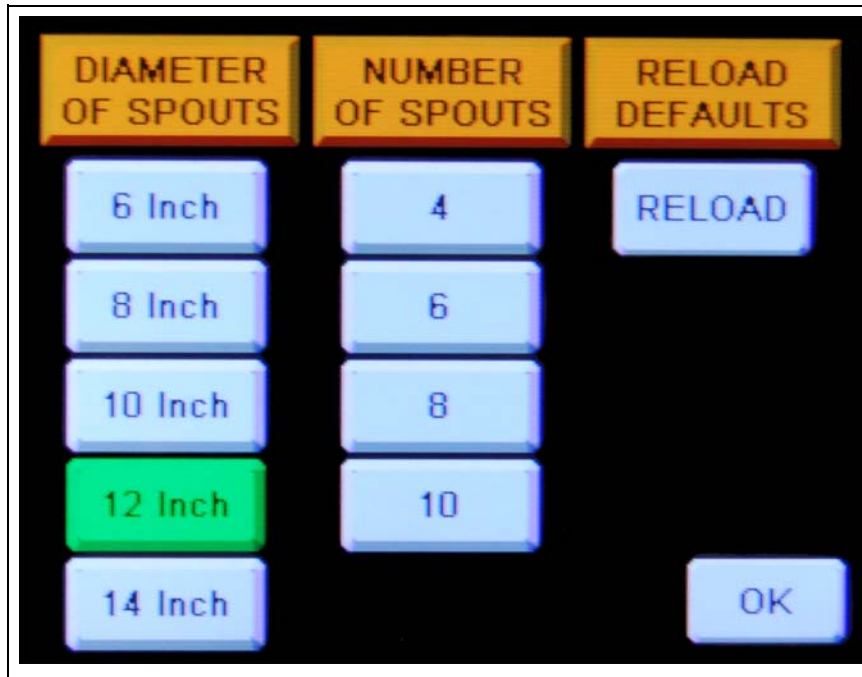 DIAMETER
OF SPOUTS
NUMBER
OF SPOUTS
RELOAD
DEFAULTS
6 Inch
4
RELOAD
8 Inch
6
10 Inch
8
12 Inch
10
14 Inch
OK